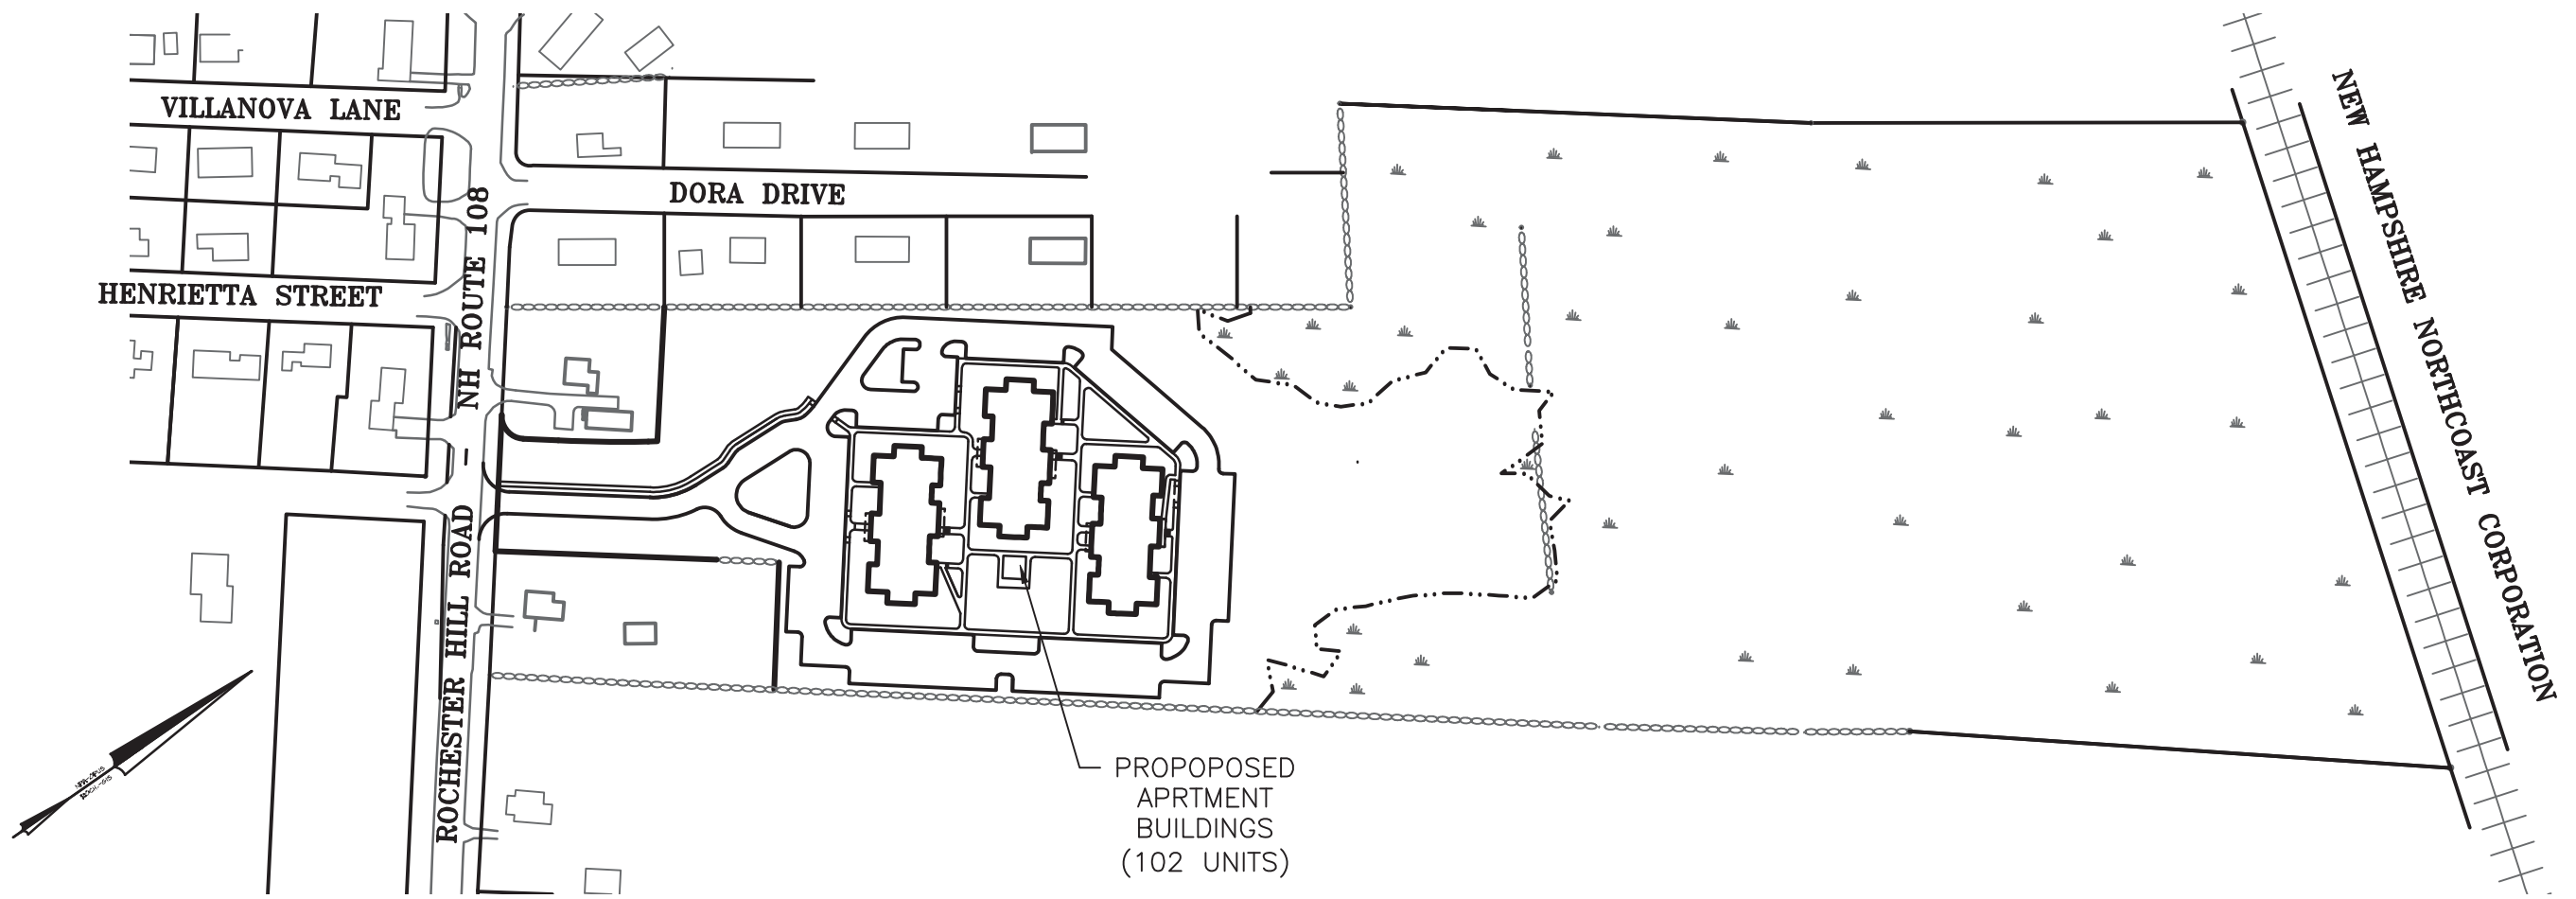 VILLANOVA LANE
DORA DRIVE
HENRIETTA STREET
ROCHESTER HILL ROAD - NH ROUTE 108
NEW HAMPSHIRE NORTHCOAST CORPORATION
PROPOPOSED
APRTMENT
BUILDINGS
(102 UNITS)